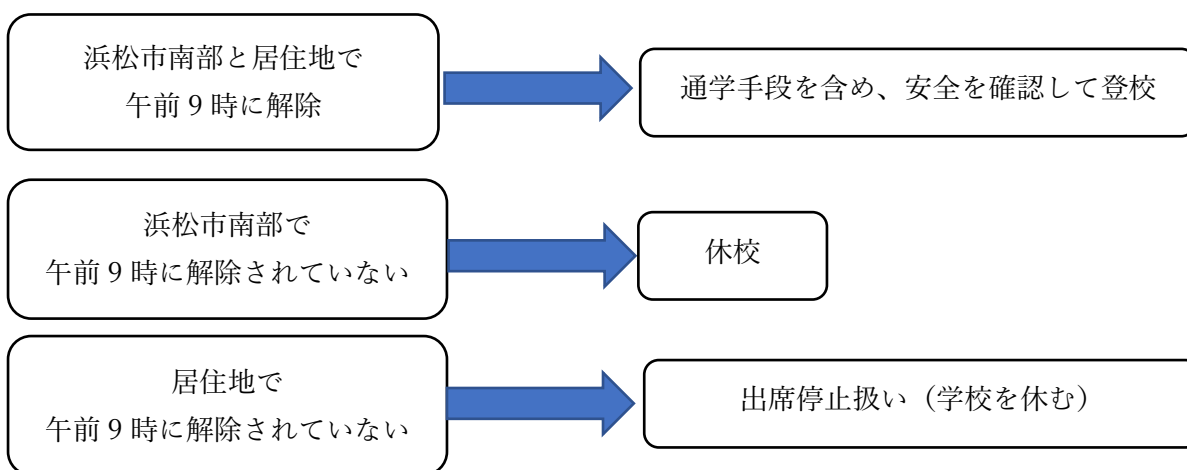 浜松市南部と居住地で
午前９時に解除
通学手段を含め、安全を確認して登校
浜松市南部で
午前９時に解除されていない
休校
居住地で
午前９時に解除されていない
出席停止扱い（学校を休む）